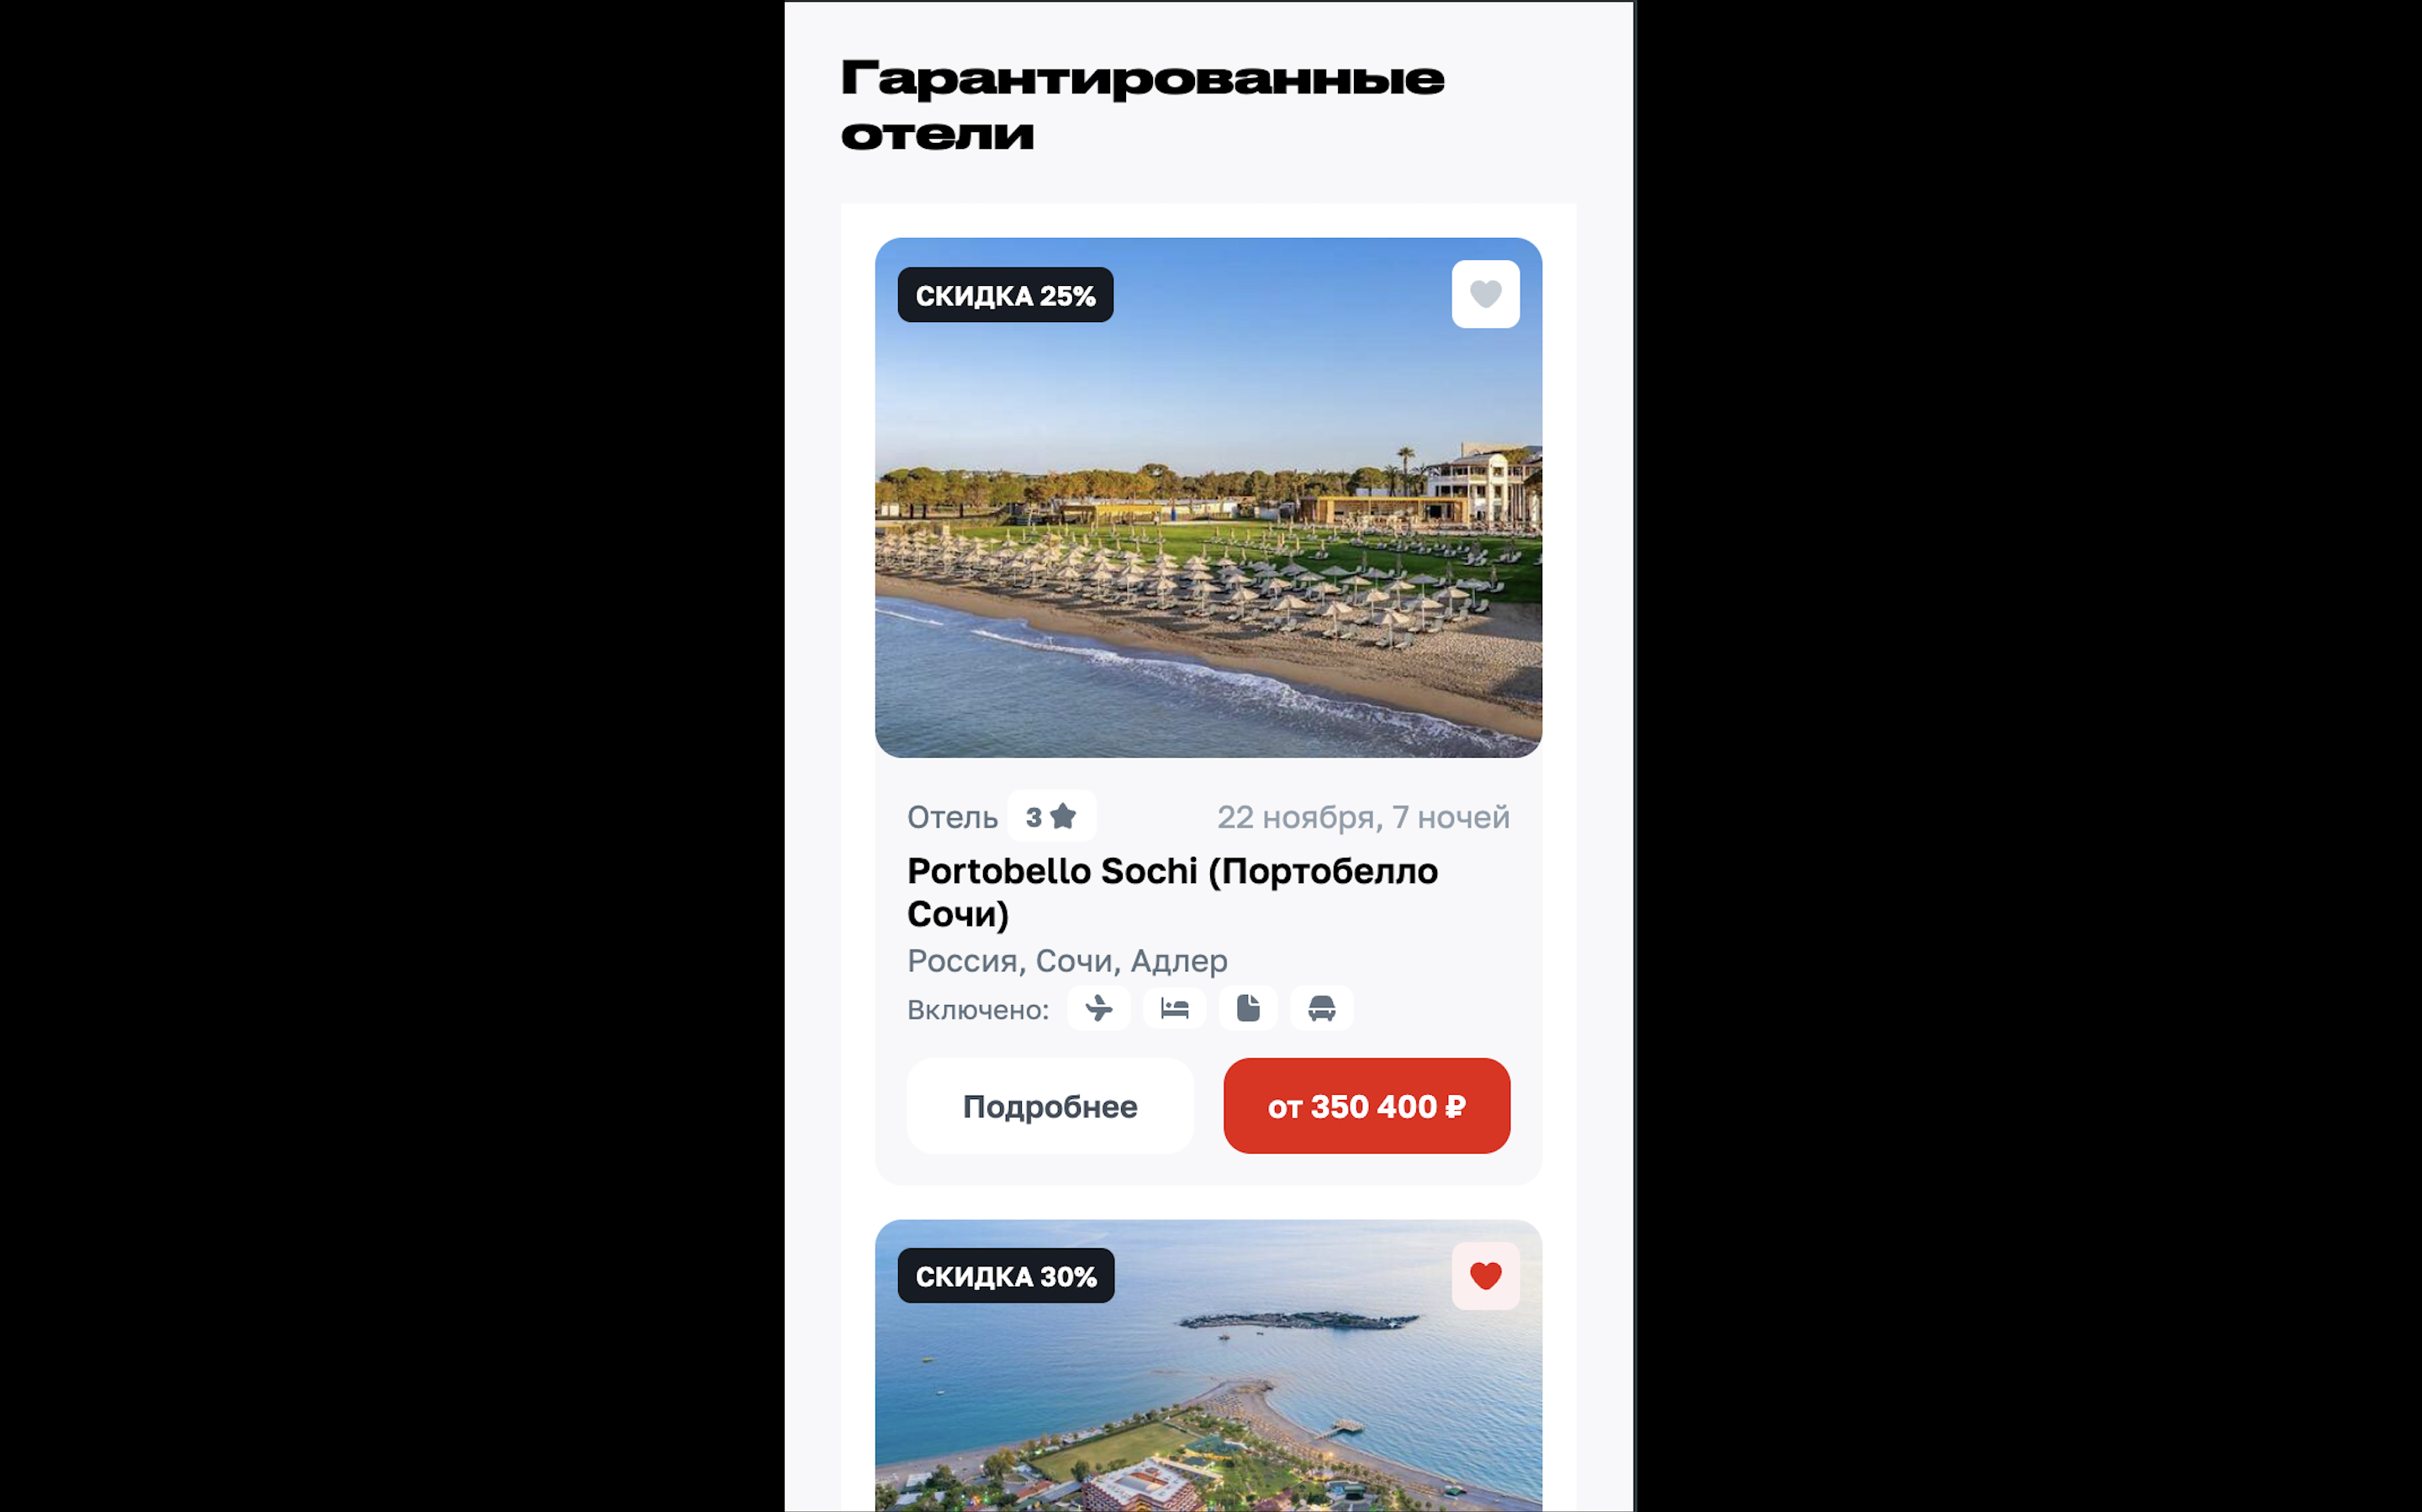 Гарантированные
отели
СКИДКА 25%
Отель 3
22 ноября, 7 ночей
Portobello Sochi (Портобелло
Сочи)
Россия, Сочи, Адлер
Включено:
Подробнее
от 350 400 ₽
СКИДКА 30%